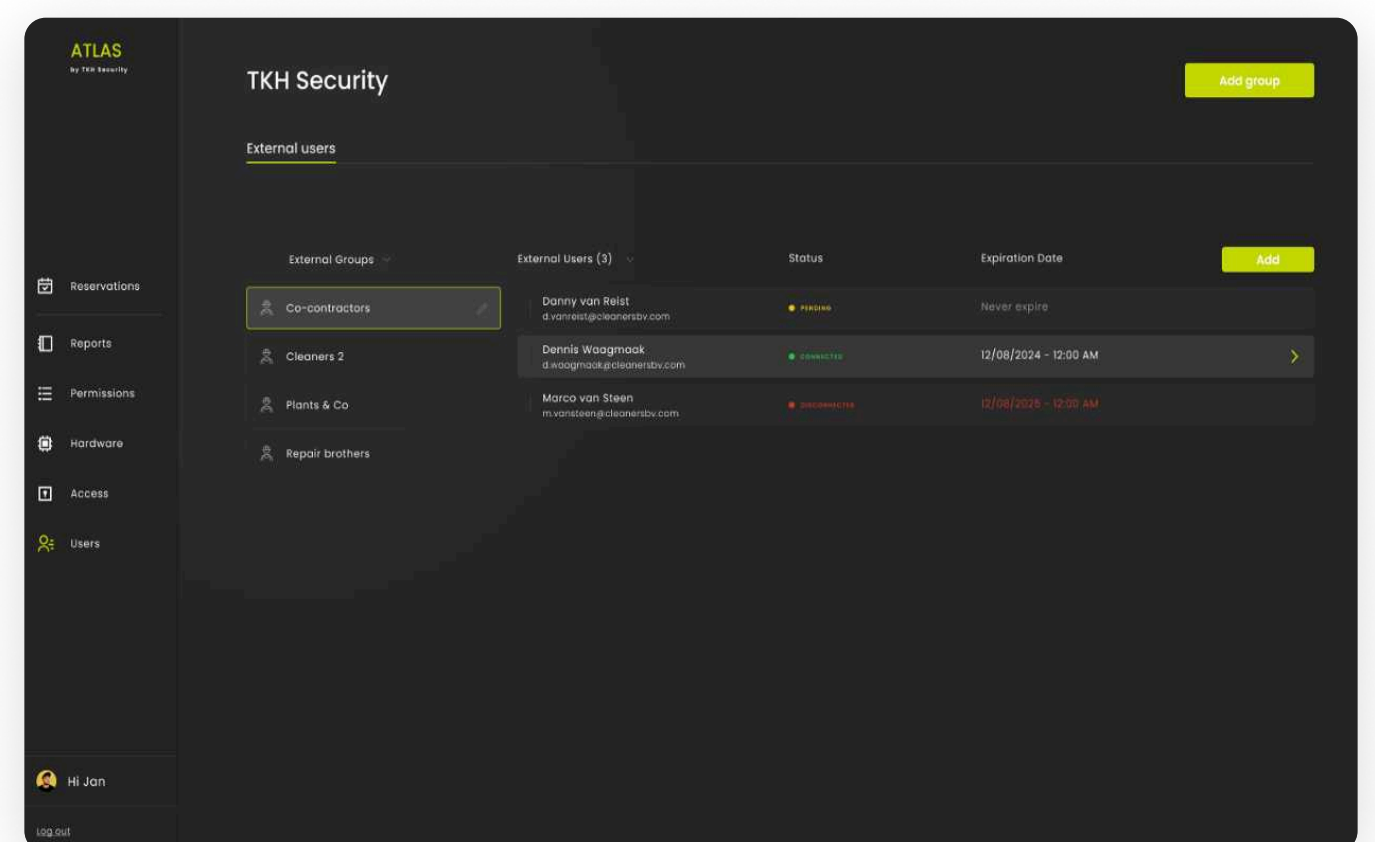 ATLAS
by TKH Security
TKH Security
Add group
External users
External Groups
External Users (3)
Status
Expiration Date
Add
Reservations
Reports
Permissions
Hardware
Access
Users
Co-contractors
Cleaners 2
Plants & Co
Repair brothers
Danny van Reist
d.vanreist@cleanersbv.com
PENDING
Never expire
Dennis Waagmaak
d.waagmaak@cleanersbv.com
CONNECTED
12/08/2024 - 12:00 AM
Marco van Steen
m.vansteen@cleanersbv.com
DISCONNECTED
12/08/2025 - 12:00 AM
Hi Jan
Log out